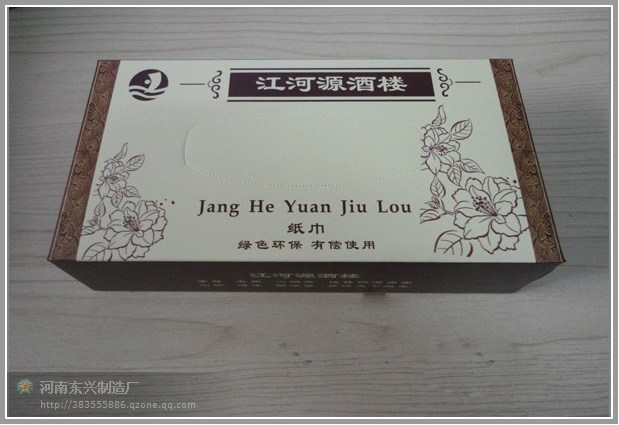 江河源酒楼
Jang He Yuan Jiu Lou
纸巾
绿色环保 有偿使用
江河源酒楼
河南东兴制造厂
http://383555886.qzone.qq.com